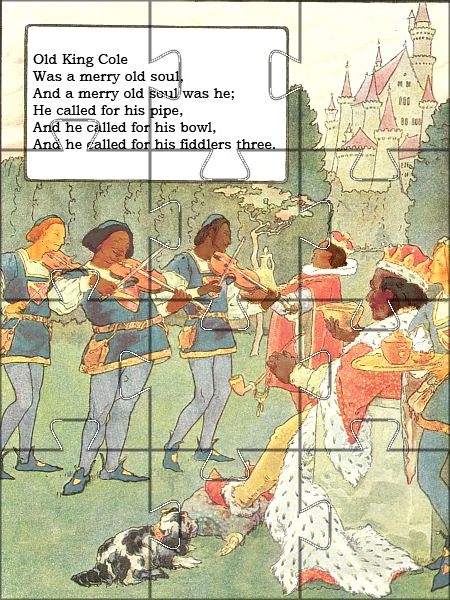 Old King Cole
Was a merry old soul,
And a merry old soul was he;
He called for his pipe,
And he called for his bowl,
And he called for his fiddlers three.